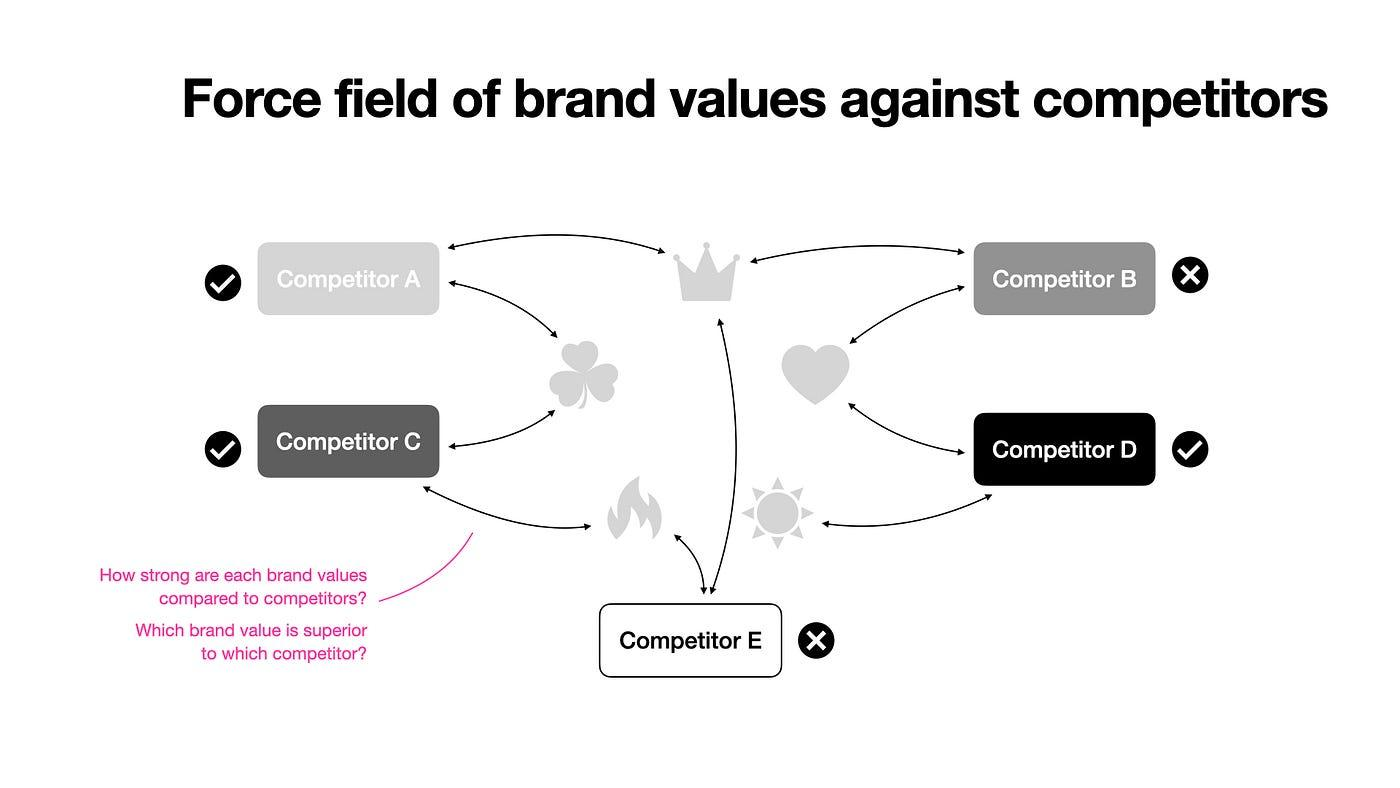 Force field of brand values against competitors
Competitor A
Competitor B
Competitor C
Competitor D
How strong are each brand values
compared to competitors?
Which brand value is superior
to which competitor?
Competitor E